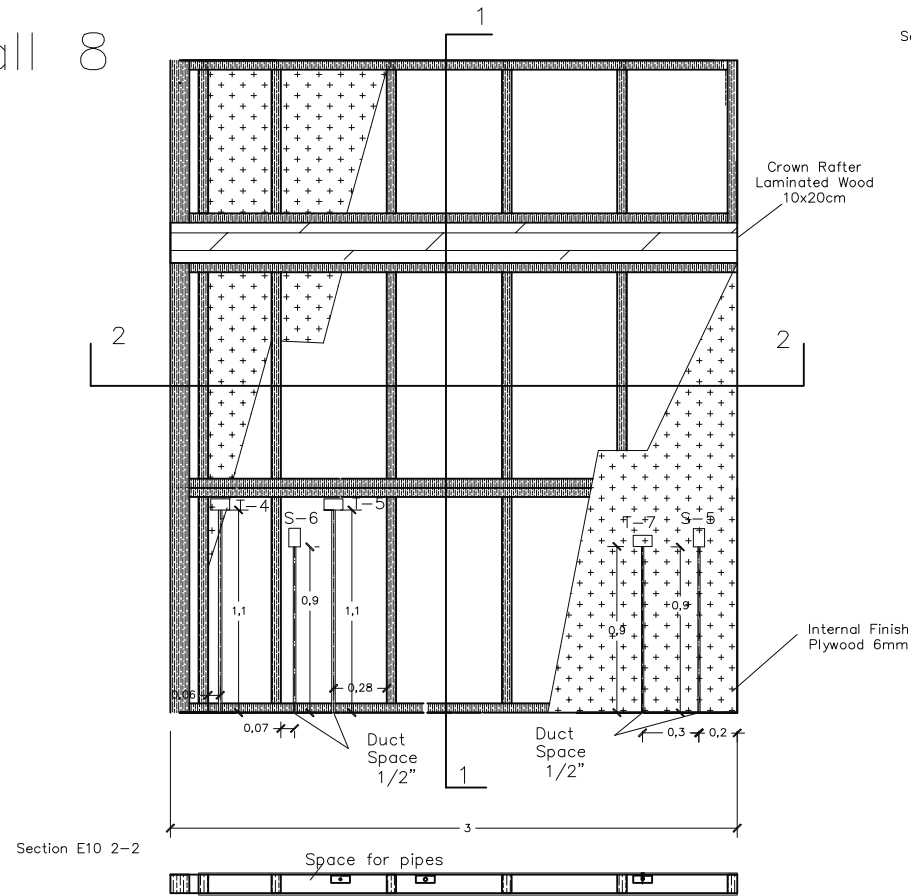 all 8
1
Crown Rafter
Laminated Wood
10x20cm
2
2
T-4
S-6
T-5
T-7
S-5
1,1
0,9
1,1
0,9
0,9
Internal Finish
Plywood 6mm
0,06
0,28
0,07
Duct
Space
1/2"
Duct
Space
1/2"
0,3
0,2
1
3
Section E10 2-2
Space for pipes